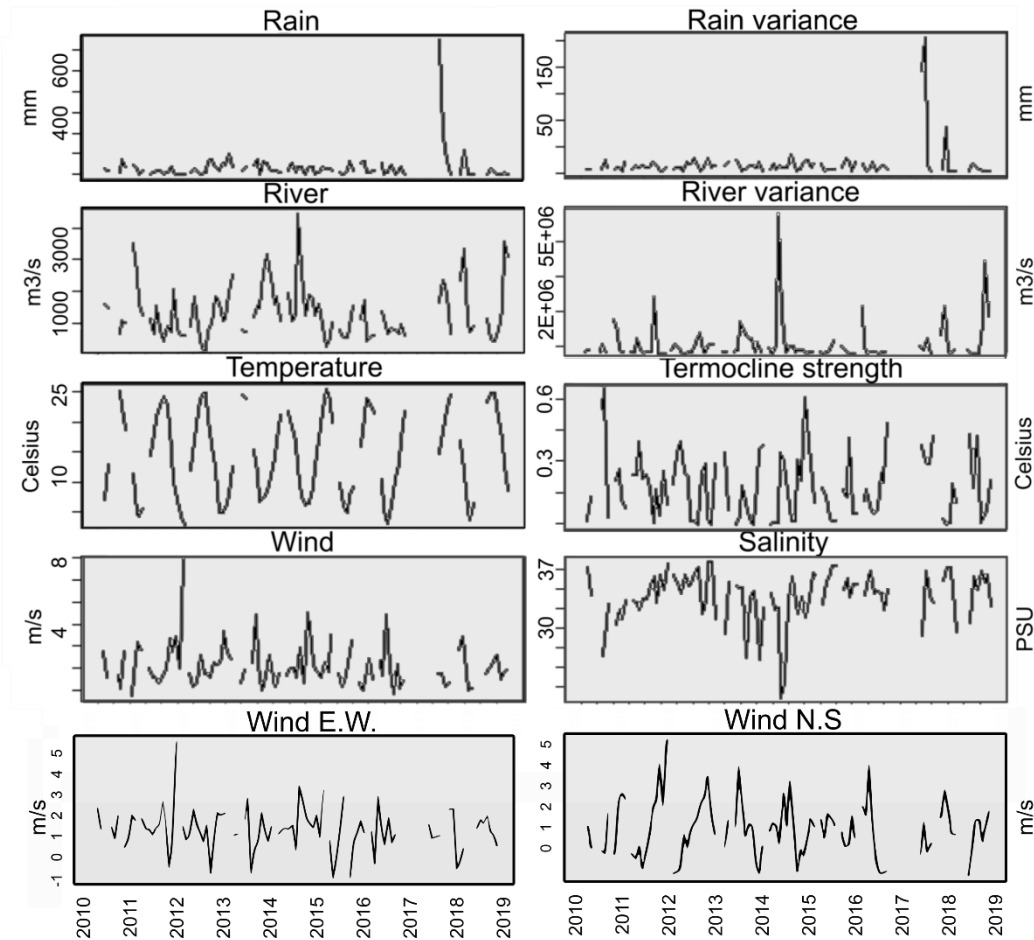 Rain
Rain variance
mm
600
400
150
50
mm
River
River variance
m3/s
3000
1000
5E+06
2E+06
m3/s
Temperature
Termocline strength
Celsius
25
10
0.6
0.3
Celsius
Wind
Salinity
m/s
8
4
37
30
PSU
Wind E.W.
Wind N.S
m/s
5
4
3
2
1
0
-1
5
4
3
2
1
0
m/s
2010 2011 2012 2013 2014 2015 2016 2017 2018 2019
2010 2011 2012 2013 2014 2015 2016 2017 2018 2019